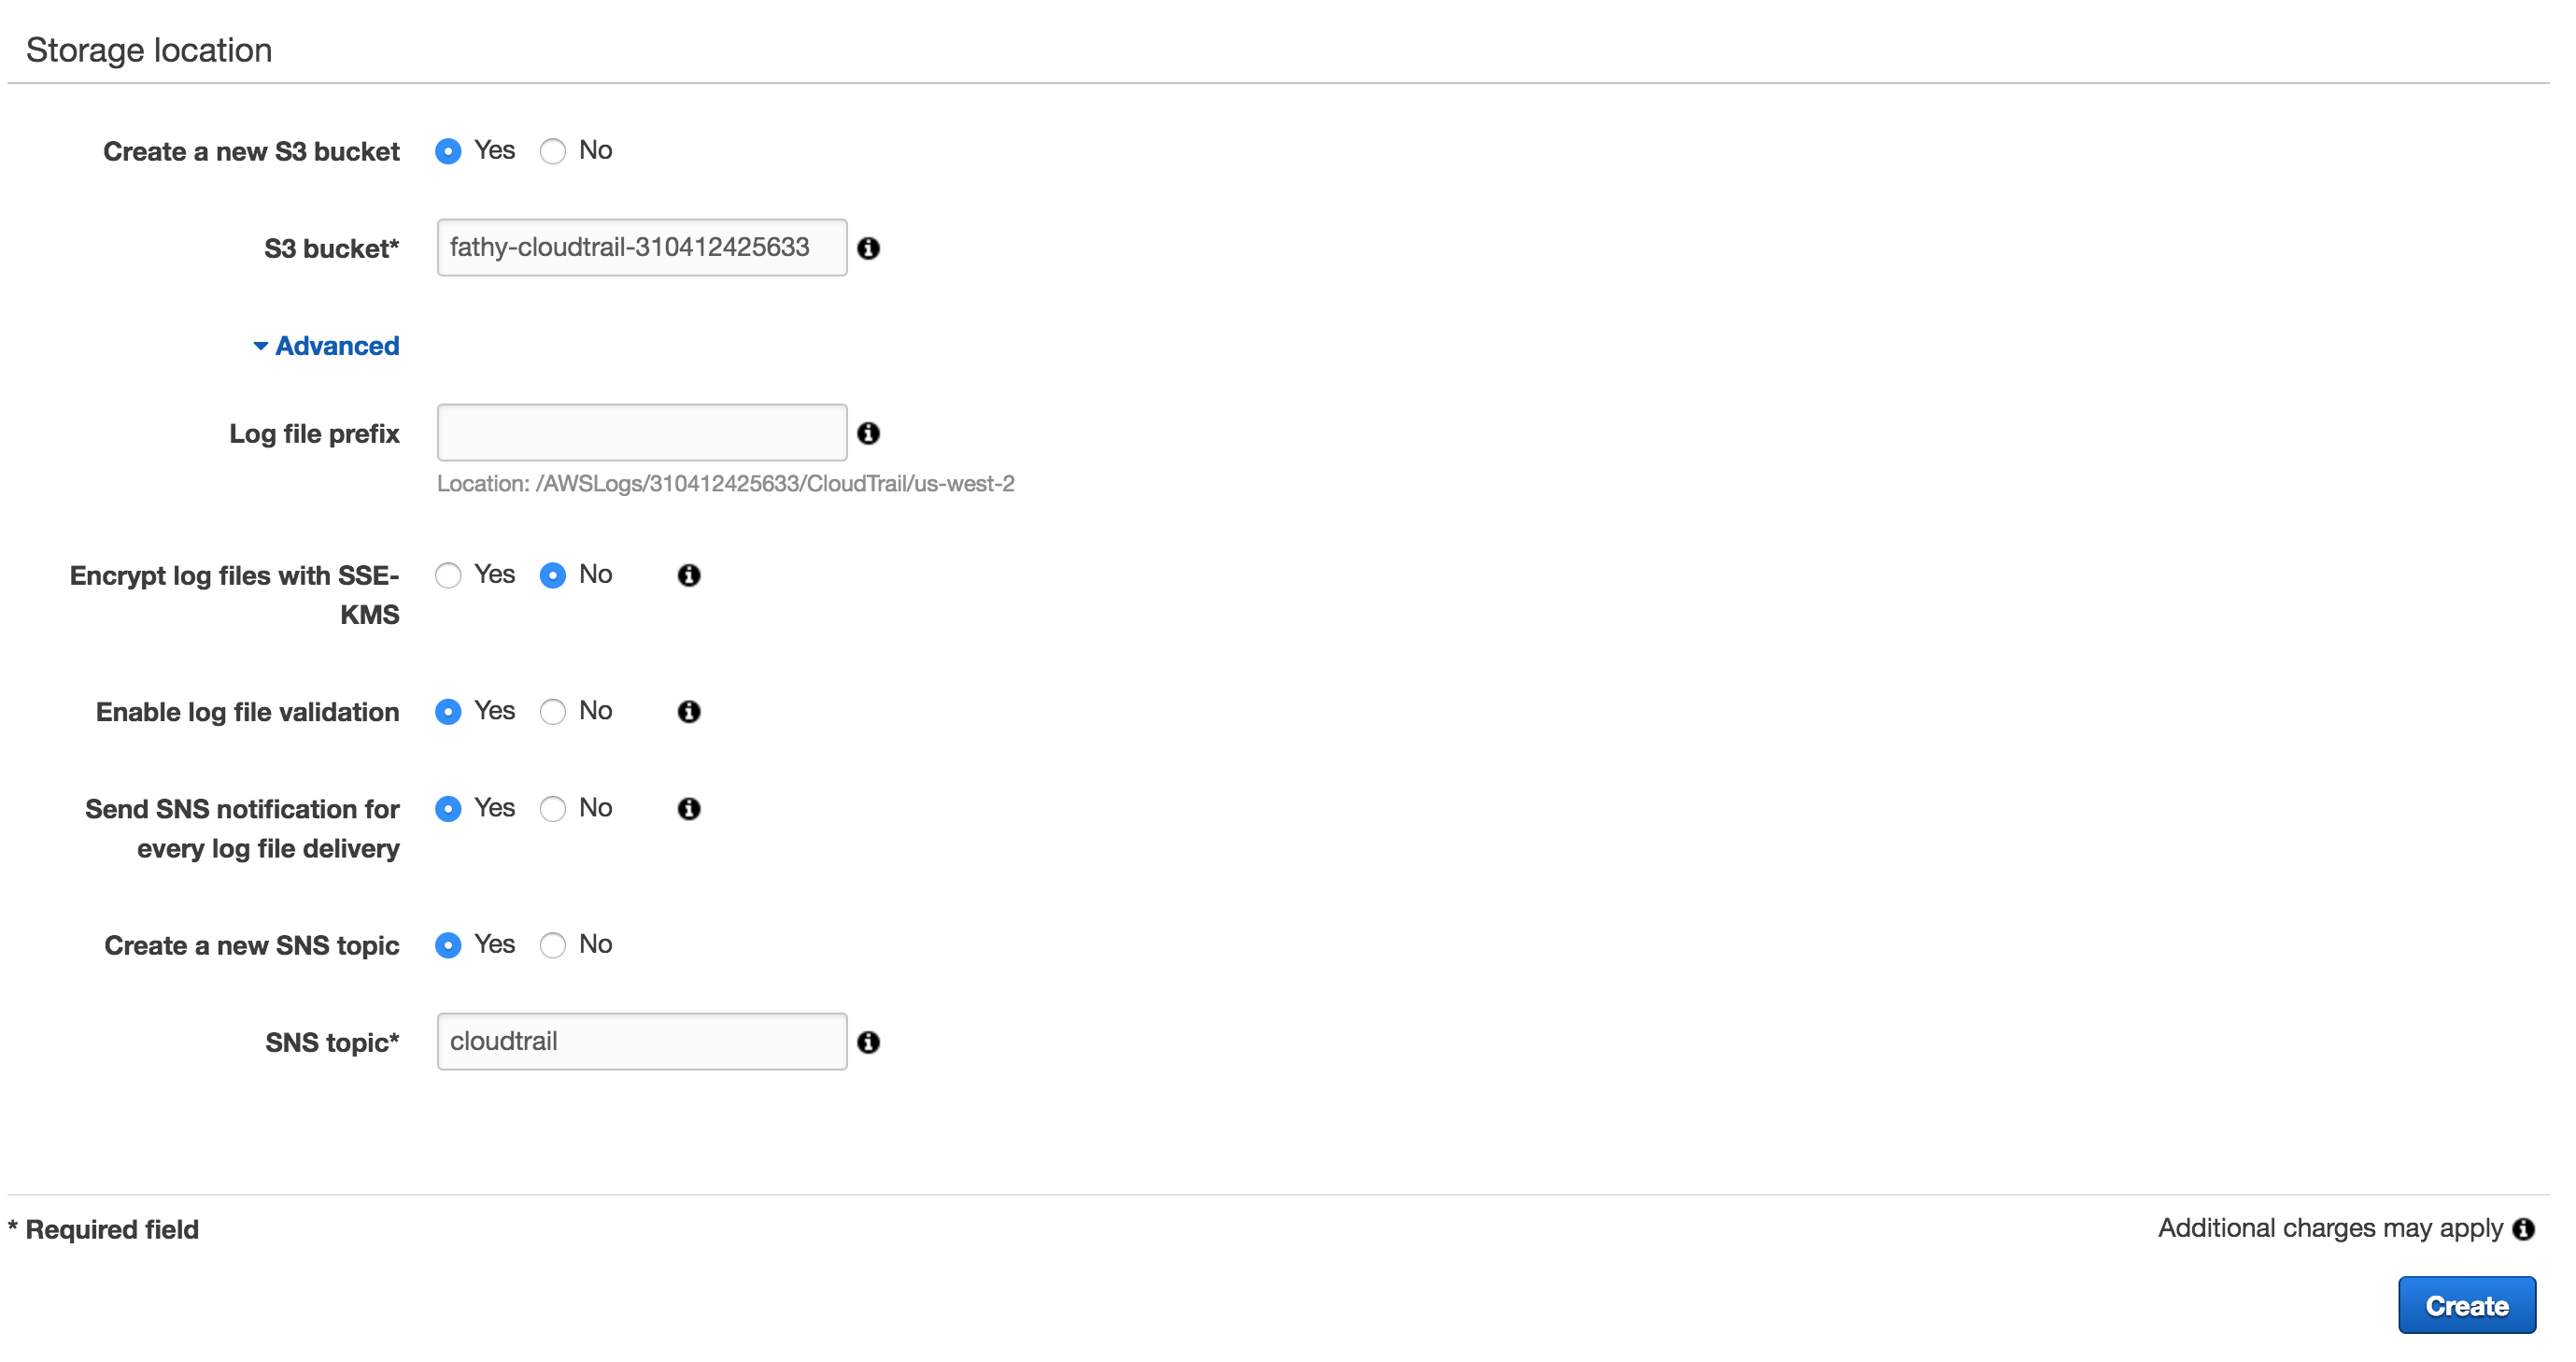 Storage location
Create a new S3 bucket Yes No
S3 bucket* fathy-cloudtrail-310412425633
Advanced
Log file prefix
Location: /AWSLogs/310412425633/CloudTrail/us-west-2
Encrypt log files with SSE- Yes No
KMS
Enable log file validation Yes No
Send SNS notification for Yes No
every log file delivery
Create a new SNS topic Yes No
SNS topic* cloudtrail
* Required field Additional charges may apply
Create